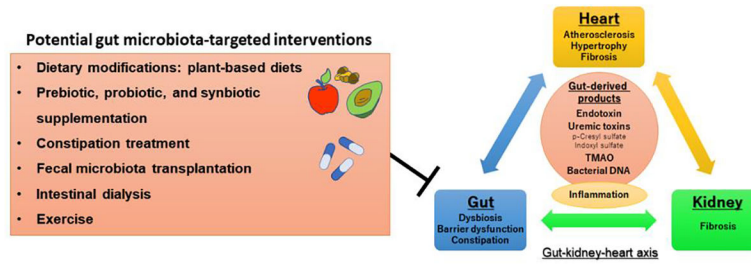 Potential gut microbiota-targeted interventions
• Dietary modifications: plant-based diets
• Prebiotic, probiotic, and synbiotic
supplementation
• Constipation treatment
• Fecal microbiota transplantation
• Intestinal dialysis
• Exercise
Heart
Atherosclerosis
Hypertrophy
Fibrosis
Gut-derived
products
Endotoxin
Uremic toxins
p-Cresyl sulfate
Indoxyl sulfate
TMAO
Bacterial DNA
Inflammation
Gut
Dysbiosis
Barrier dysfunction
Constipation
Kidney
Fibrosis
Gut-kidney-heart axis